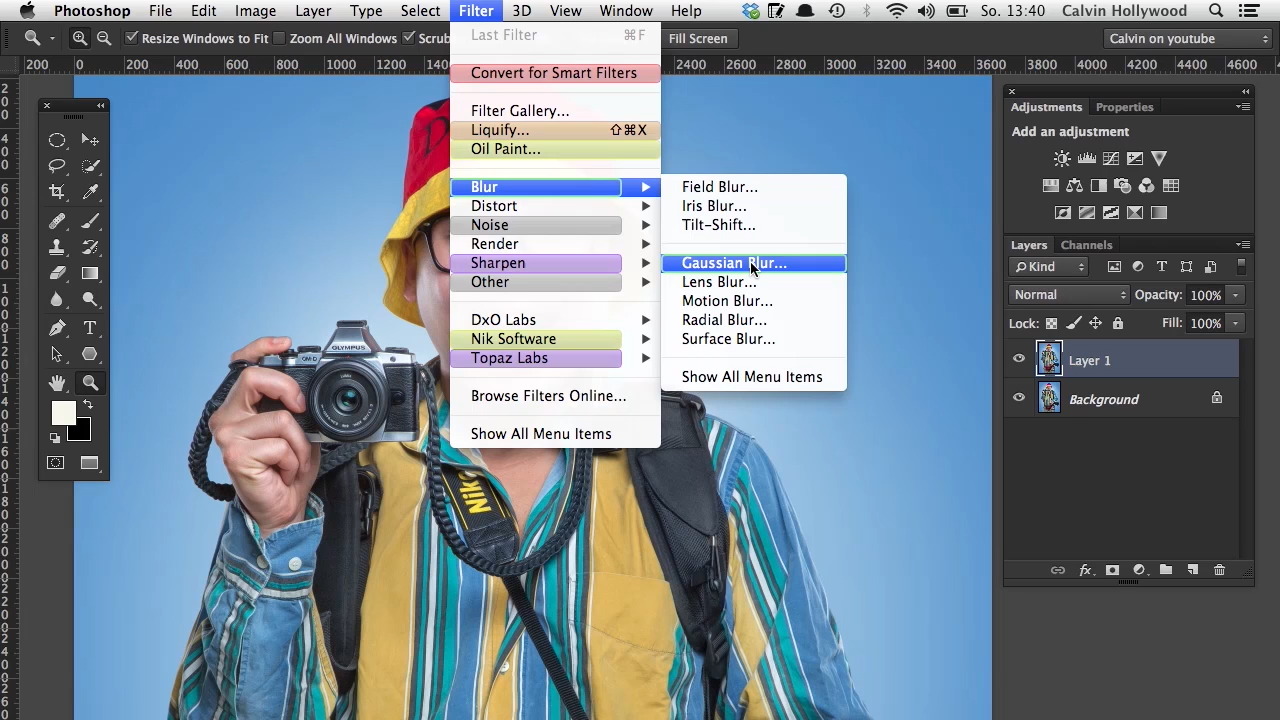 Photoshop File Edit Image Layer Type Select Filter 3D View Window Help So. 13:40 Calvin Hollywood
Resize Windows to Fit Zoom All Windows Scrub Fill Screen Calvin on youtube
200 0 200 400 600 800 1000 1200 1400 2400 2600 2800 3000 3200 3400 3600 3800 4000 4200 4400 4600
Last Filter ⌘F
Convert for Smart Filters
Filter Gallery...
Liquify... ⇧⌘X
Oil Paint...
Blur
Distort
Noise
Render
Sharpen
Other
DxO Labs
Nik Software
Topaz Labs
Browse Filters Online...
Show All Menu Items
Field Blur...
Iris Blur...
Tilt-Shift...
Gaussian Blur...
Lens Blur...
Motion Blur...
Radial Blur...
Surface Blur...
Show All Menu Items
Adjustments Properties
Add an adjustment
Layers Channels
Kind
Normal Opacity: 100%
Lock: Fill: 100%
Layer 1
Background
fx
T
OLYMPUS
OM-D
Nik